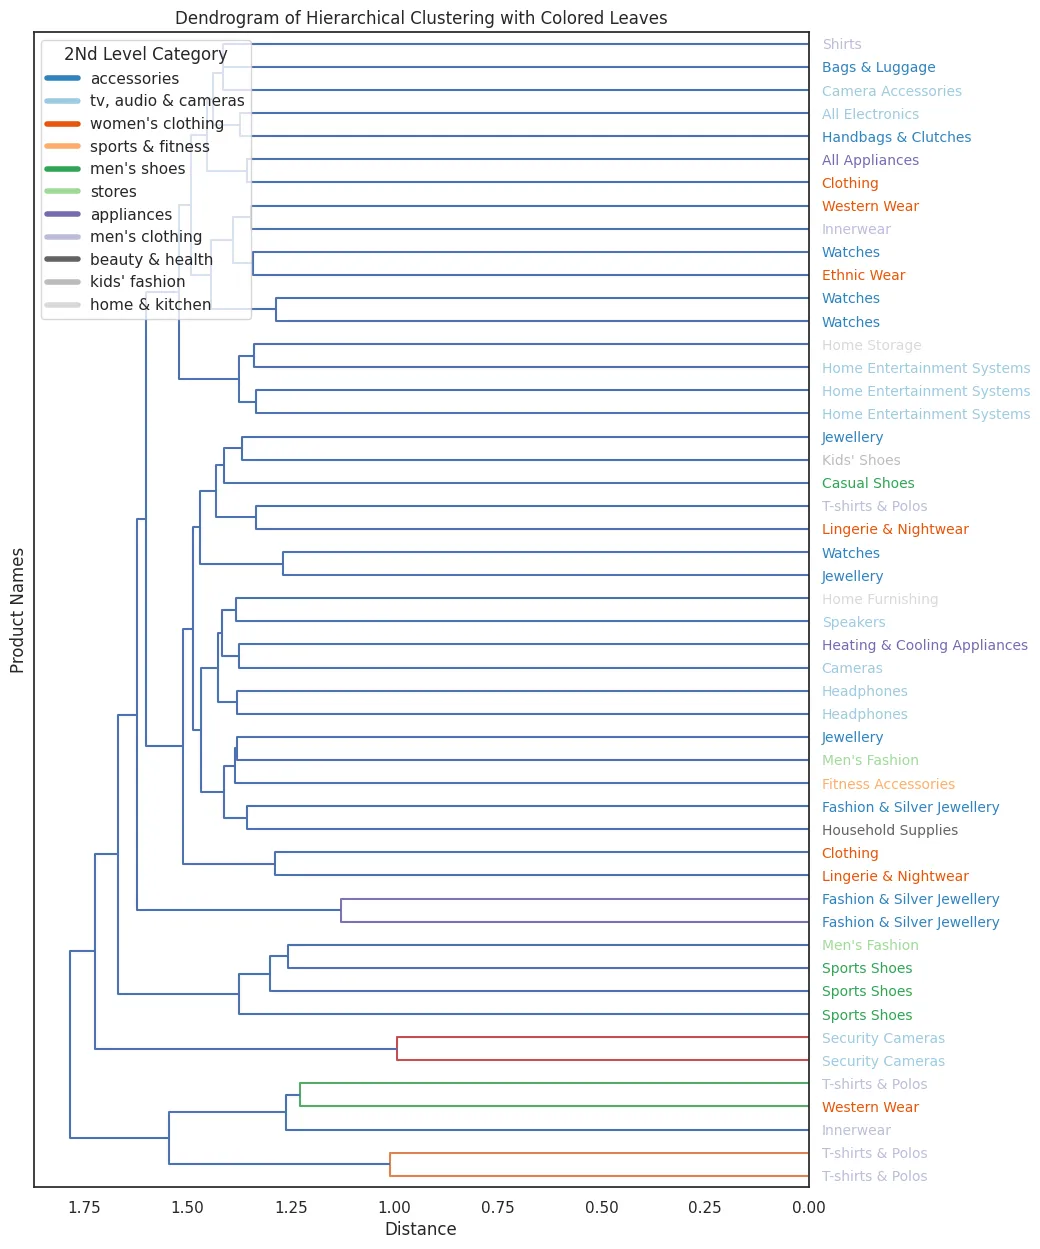 Dendrogram of Hierarchical Clustering with Colored Leaves
2Nd Level Category
accessories
tv, audio & cameras
women's clothing
sports & fitness
men's shoes
stores
appliances
men's clothing
beauty & health
kids' fashion
home & kitchen
Shirts
Bags & Luggage
Camera Accessories
All Electronics
Handbags & Clutches
All Appliances
Clothing
Western Wear
Innerwear
Watches
Ethnic Wear
Watches
Watches
Home Storage
Home Entertainment Systems
Home Entertainment Systems
Home Entertainment Systems
Jewellery
Kids' Shoes
Casual Shoes
T-shirts & Polos
Lingerie & Nightwear
Watches
Jewellery
Home Furnishing
Speakers
Heating & Cooling Appliances
Cameras
Headphones
Headphones
Jewellery
Men's Fashion
Fitness Accessories
Fashion & Silver Jewellery
Household Supplies
Clothing
Lingerie & Nightwear
Fashion & Silver Jewellery
Fashion & Silver Jewellery
Men's Fashion
Sports Shoes
Sports Shoes
Sports Shoes
Security Cameras
Security Cameras
T-shirts & Polos
Western Wear
Innerwear
T-shirts & Polos
T-shirts & Polos
Product Names
1.75 1.50 1.25 1.00 0.75 0.50 0.25 0.00
Distance